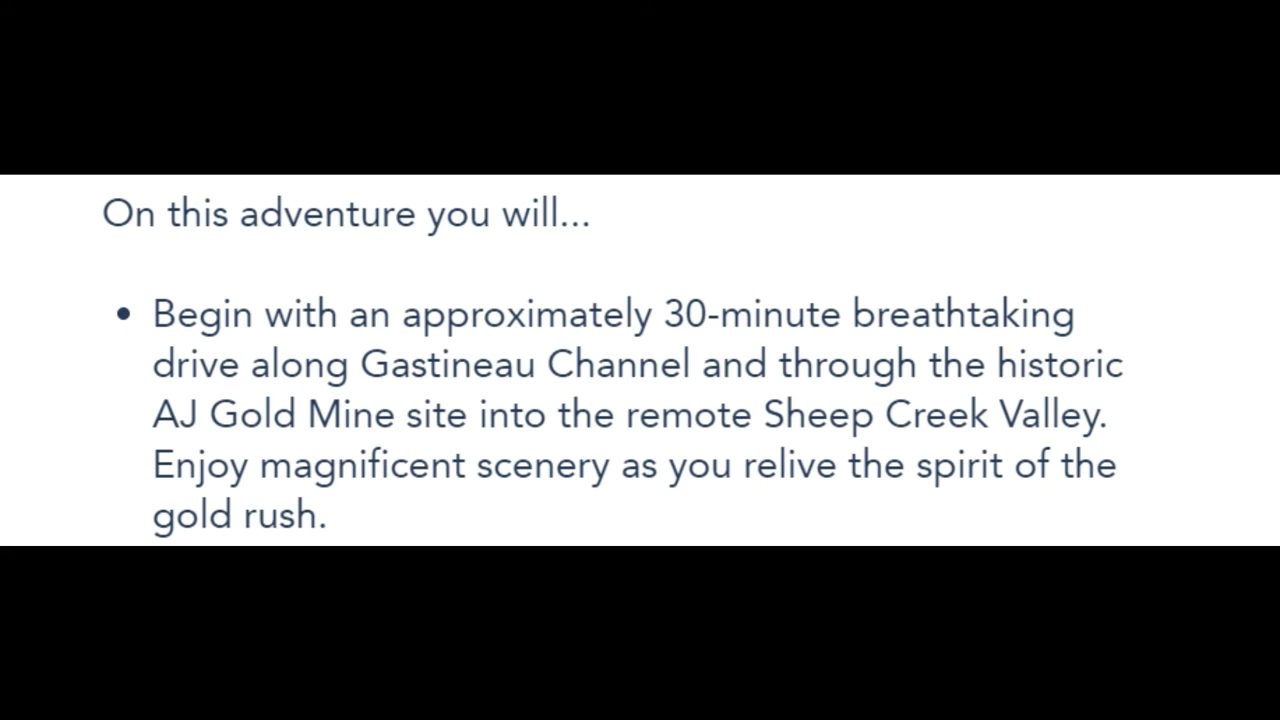 On this adventure you will...
• Begin with an approximately 30-minute breathtaking
drive along Gastineau Channel and through the historic
AJ Gold Mine site into the remote Sheep Creek Valley.
Enjoy magnificent scenery as you relive the spirit of the
gold rush.